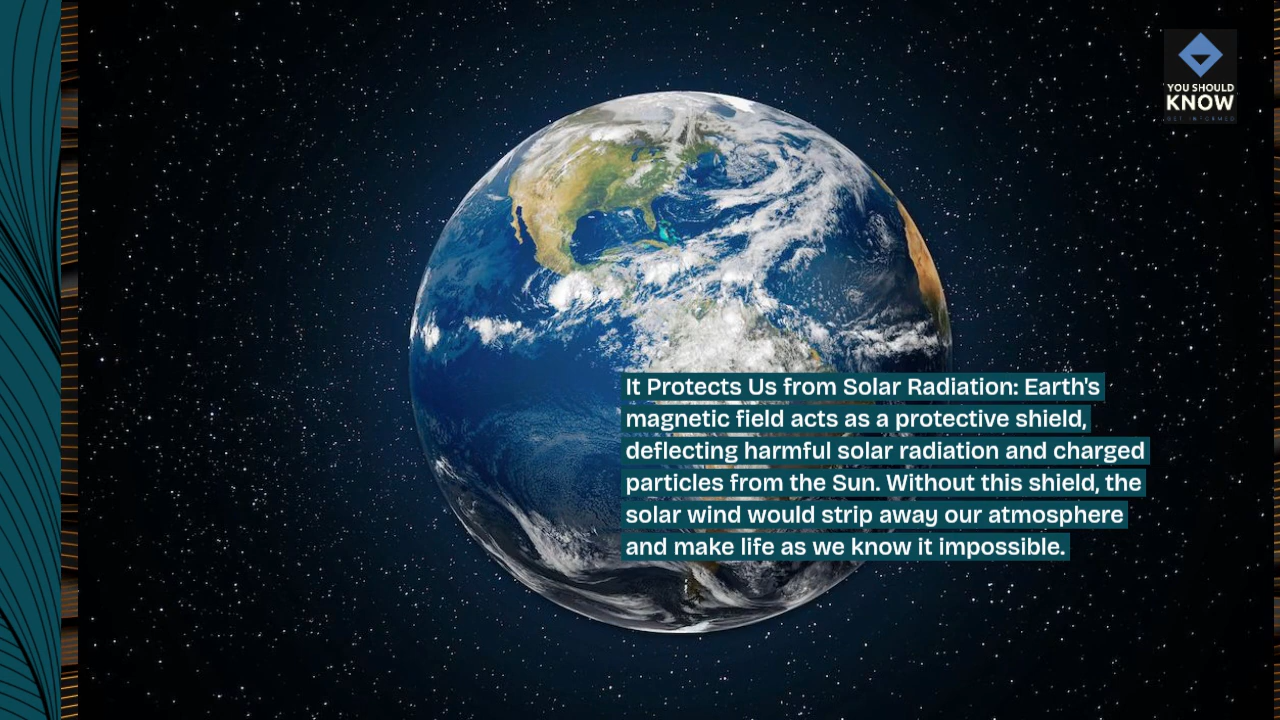 YOU SHOULD
KNOW
GET INFORMED
It Protects Us from Solar Radiation: Earth's
magnetic field acts as a protective shield,
deflecting harmful solar radiation and charged
particles from the Sun. Without this shield, the
solar wind would strip away our atmosphere
and make life as we know it impossible.